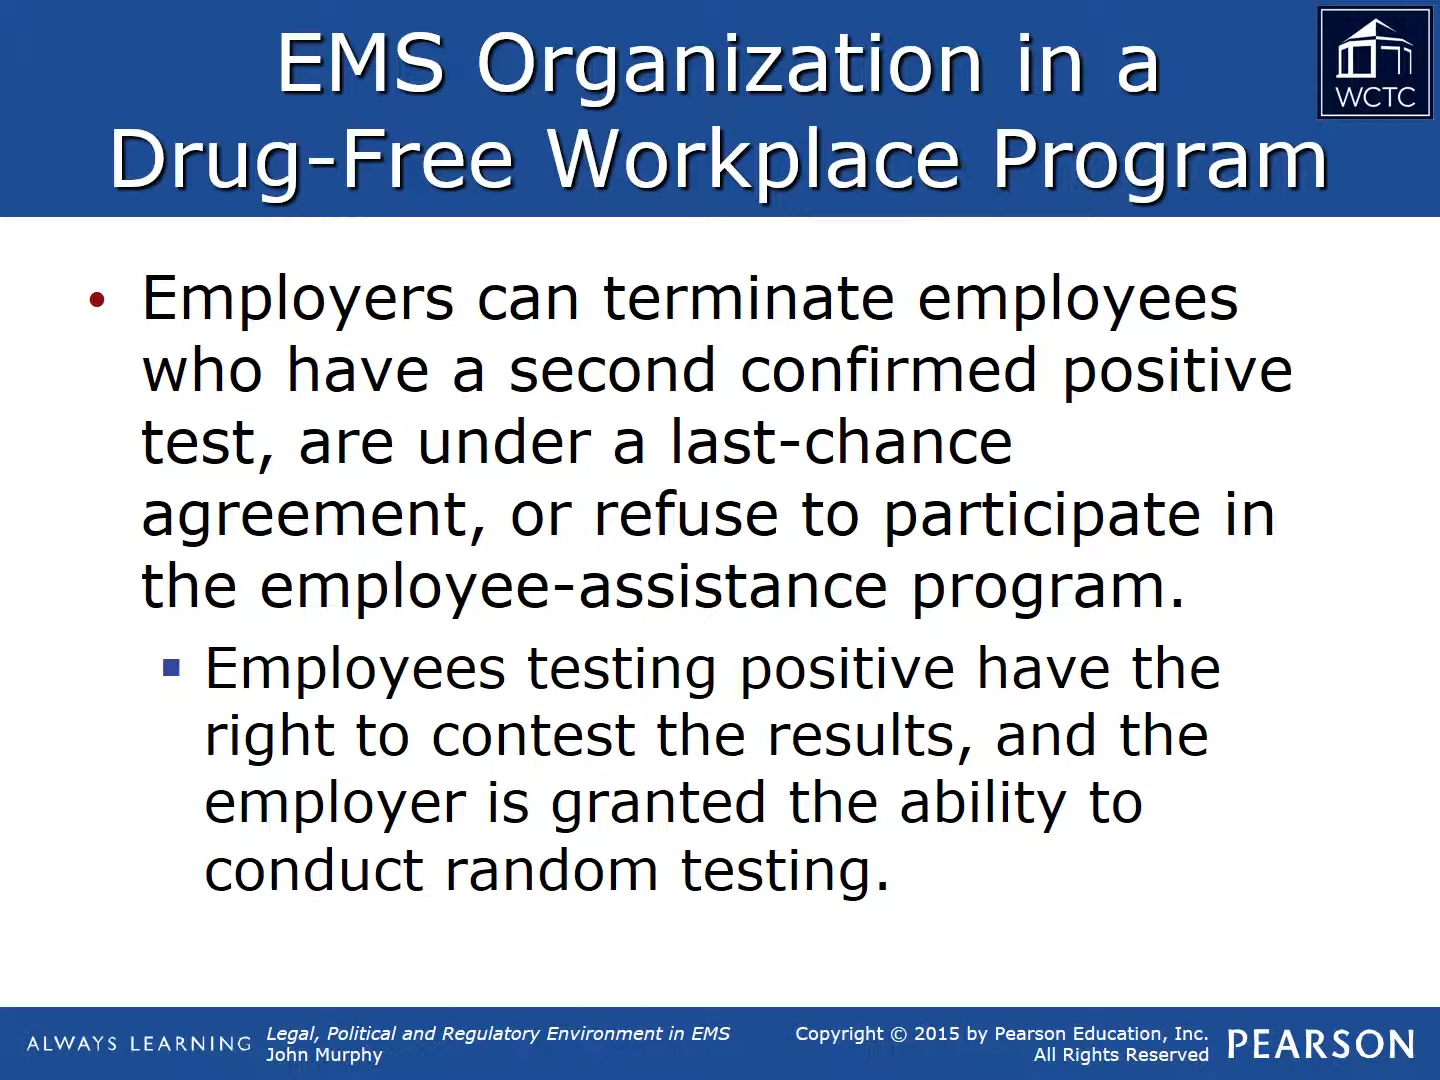 EMS Organization in a
Drug-Free Workplace Program
WCTC
• Employers can terminate employees
who have a second confirmed positive
test, are under a last-chance
agreement, or refuse to participate in
the employee-assistance program.
▪ Employees testing positive have the
right to contest the results, and the
employer is granted the ability to
conduct random testing.
ALWAYS LEARNING
Legal, Political and Regulatory Environment in EMS
John Murphy
Copyright © 2015 by Pearson Education, Inc.
All Rights Reserved
PEARSON